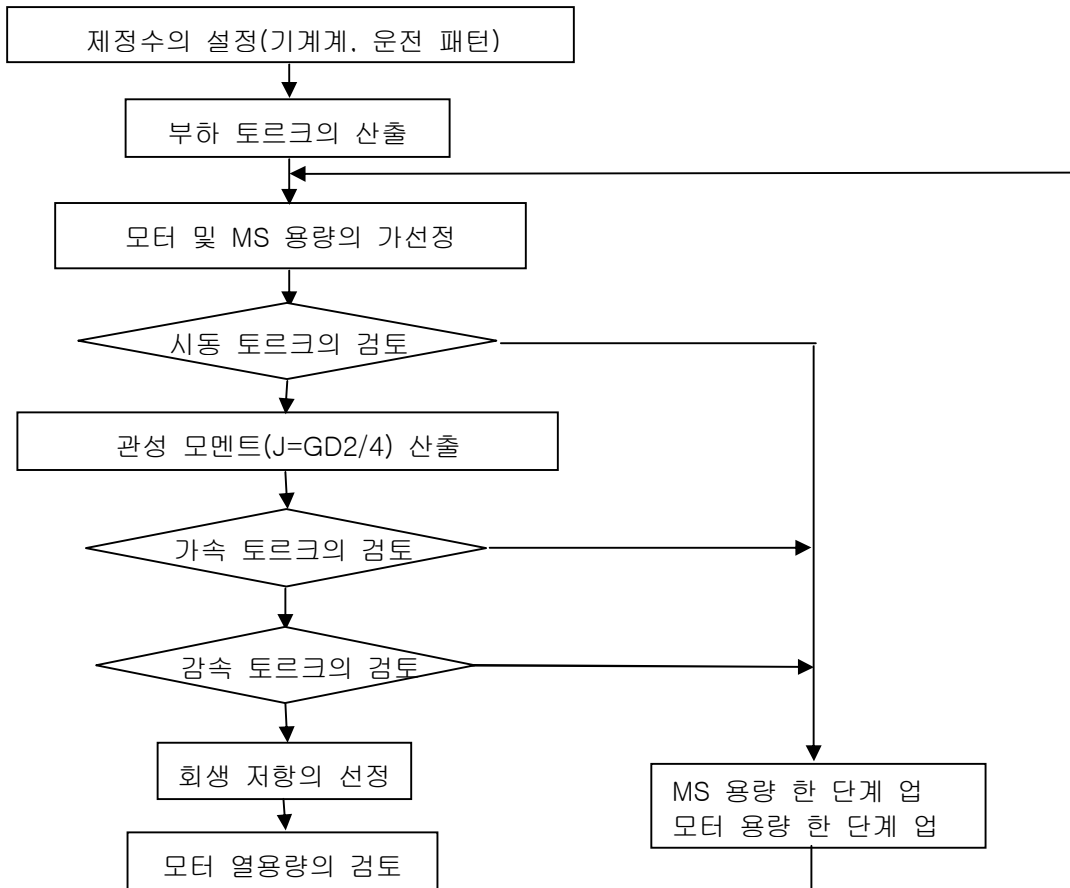 제정수의 설정(기계계. 운전 패턴)
부하 토르크의 산출
모터 및 MS 용량의 가선정
시동 토르크의 검토
관성 모멘트(J=GD2/4) 산출
가속 토르크의 검토
감속 토르크의 검토
회생 저항의 선정
MS 용량 한 단계 업
모터 용량 한 단계 업
모터 열용량의 검토